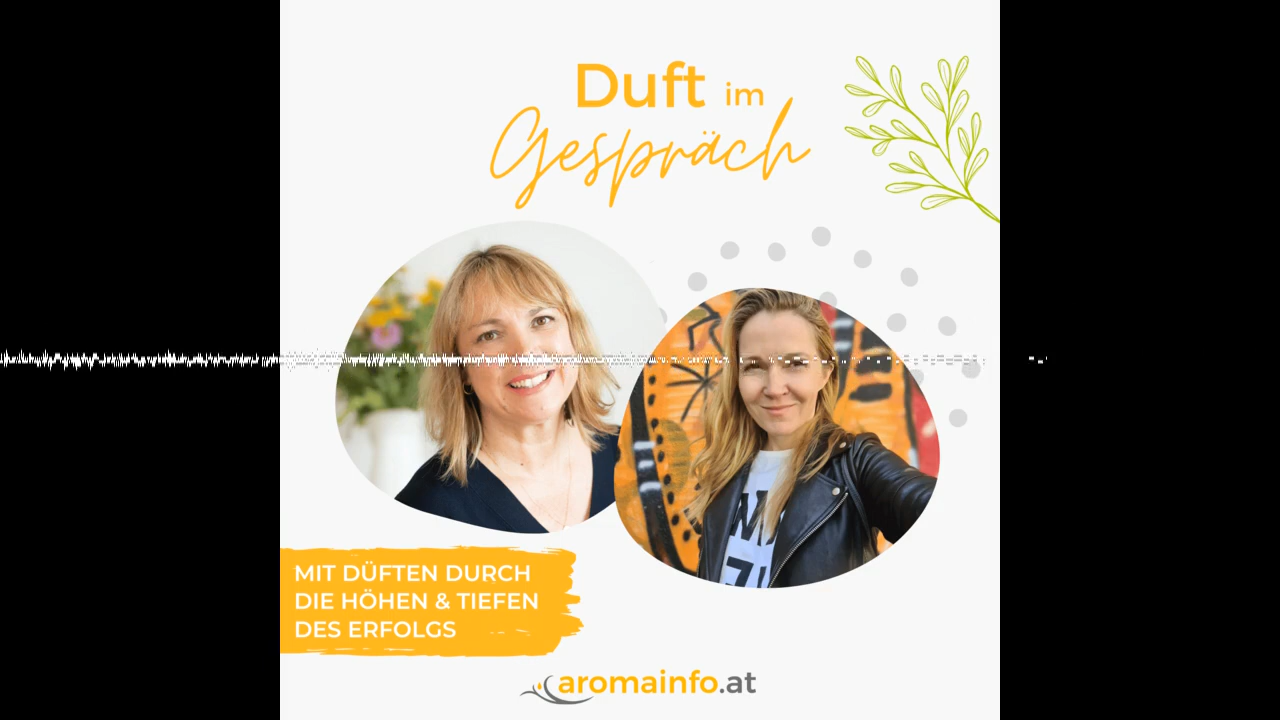 Duft im
Gespräch
MIT DÜFTEN DURCH
DIE HÖHEN & TIEFEN
DES ERFOLGS
aromainfo.at